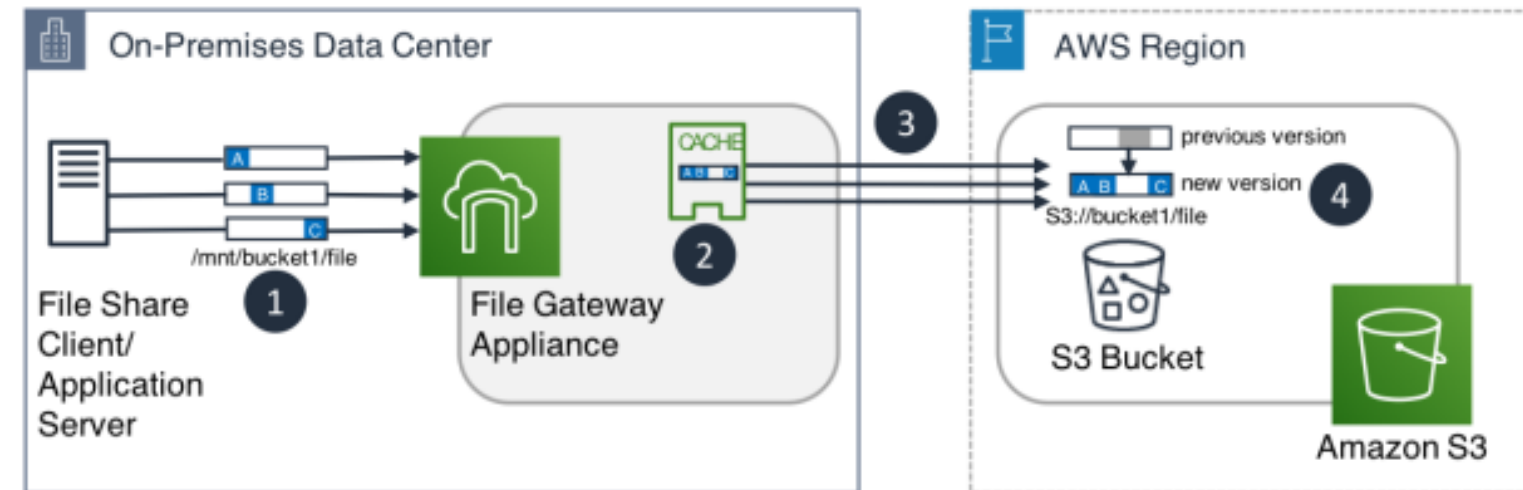 On-Premises Data Center
A
B
C
/mnt/bucket1/file
1
File Share
Client/
Application
Server
File Gateway
Appliance
CACHE
A B C
2
3
AWS Region
previous version
A B C new version
4
S3://bucket1/file
S3 Bucket
Amazon S3